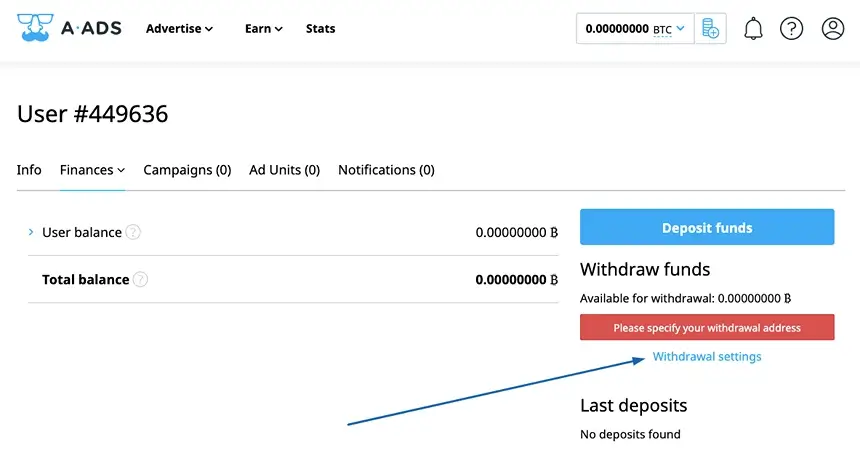 A-ADS Advertise Earn Stats 0.00000000 BTC
User #449636
Info Finances Campaigns (0) Ad Units (0) Notifications (0)
User balance ? 0.00000000 ₿
Total balance ? 0.00000000 ₿
Deposit funds
Withdraw funds
Available for withdrawal: 0.00000000 ₿
Please specify your withdrawal address
Withdrawal settings
Last deposits
No deposits found